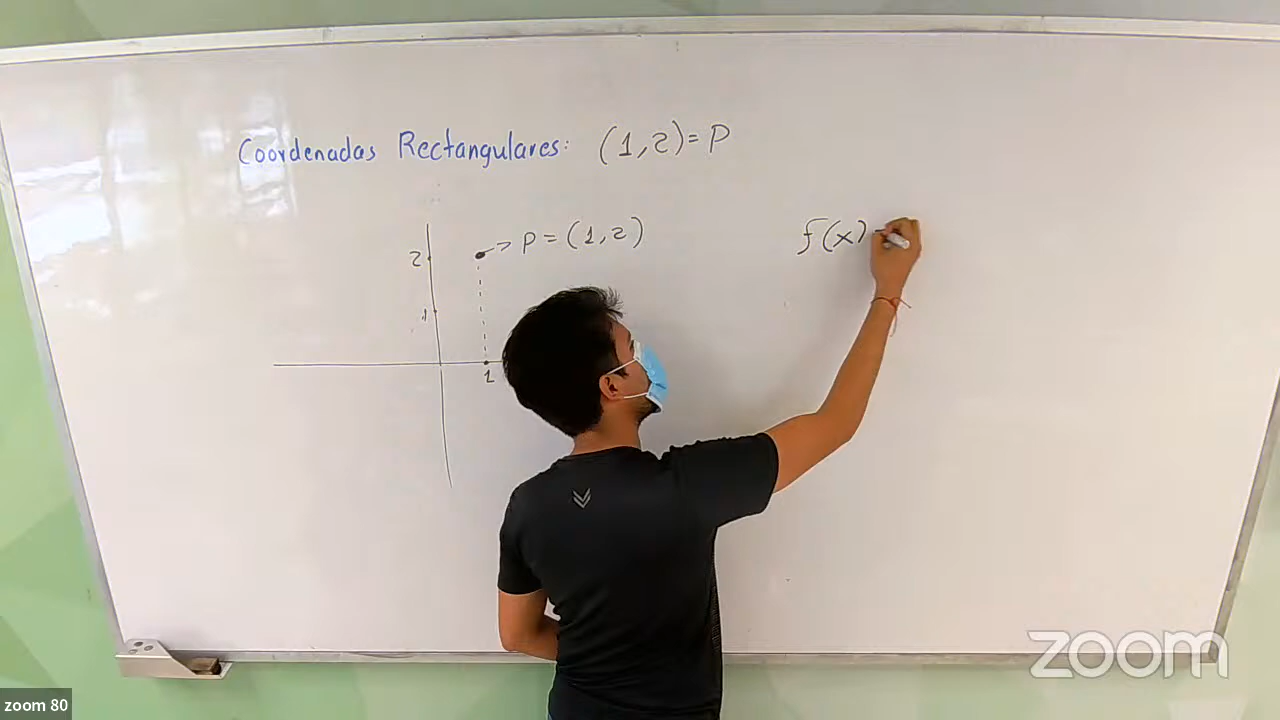 Coordenadas Rectangulares: (1,2)=P
2 P=(1,2) f(x)=
1
1
zoom
zoom 80